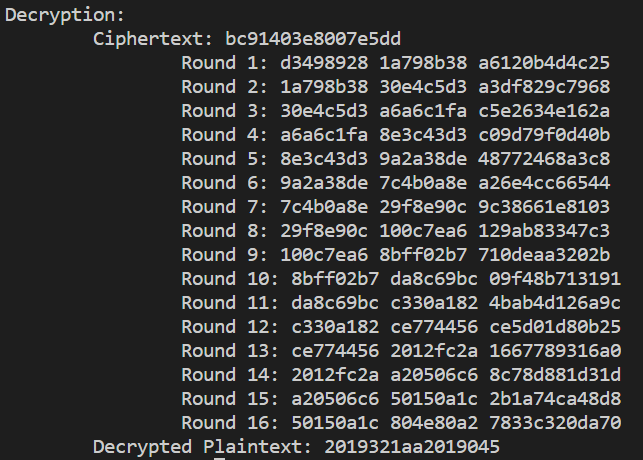 Decryption:
Ciphertext: bc91403e8007e5dd
Round 1: d3498928 1a798b38 a6120b4d4c25
Round 2: 1a798b38 30e4c5d3 a3df829c7968
Round 3: 30e4c5d3 a6a6c1fa c5e2634e162a
Round 4: a6a6c1fa 8e3c43d3 c09d79f0d40b
Round 5: 8e3c43d3 9a2a38de 48772468a3c8
Round 6: 9a2a38de 7c4b0a8e a26e4cc66544
Round 7: 7c4b0a8e 29f8e90c 9c38661e8103
Round 8: 29f8e90c 100c7ea6 129ab83347c3
Round 9: 100c7ea6 8bff02b7 710deaa3202b
Round 10: 8bff02b7 da8c69bc 09f48b713191
Round 11: da8c69bc c330a182 4bab4d126a9c
Round 12: c330a182 ce774456 ce5d01d80b25
Round 13: ce774456 2012fc2a 1667789316a0
Round 14: 2012fc2a a20506c6 8c78d881d31d
Round 15: a20506c6 50150a1c 2b1a74ca48d8
Round 16: 50150a1c 804e80a2 7833c320da70
Decrypted Plaintext: 2019321aa2019045